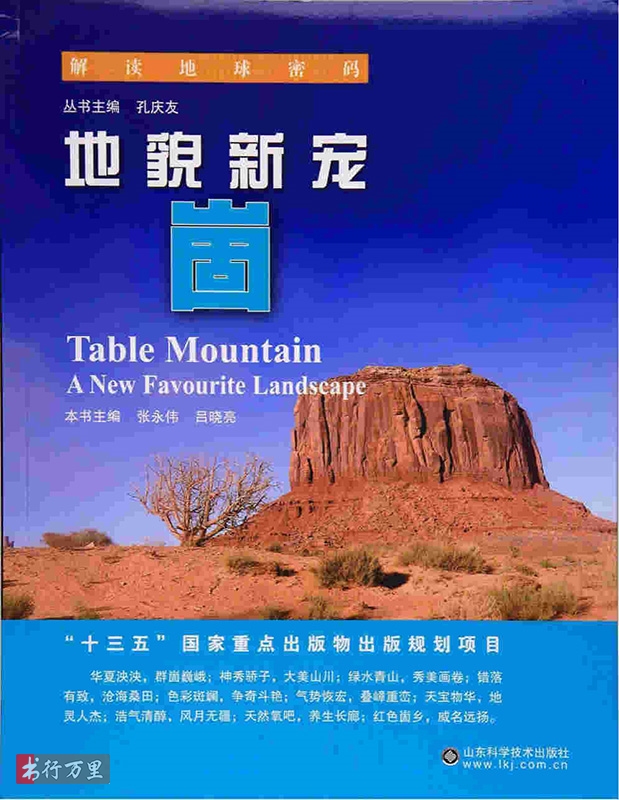 解读地球密码
丛书主编 孔庆友
地貌新宠
崮
Table Mountain
A New Favourite Landscape
本书主编 张永伟 吕晓亮
“十三五”国家重点出版物出版规划项目
华夏泱泱，群崮巍峨；神秀骄子，大美山川；绿水青山，秀美画卷；错落
有致，沧海桑田；色彩斑斓，争奇斗艳；气势恢宏，叠嶂重峦；天宝物华，地
灵人杰；浩气清醇，风月无疆；天然氧吧，养生长廊；红色崮乡，威名远扬。
山东科学技术出版社
www.lkj.com.cn
书行万里